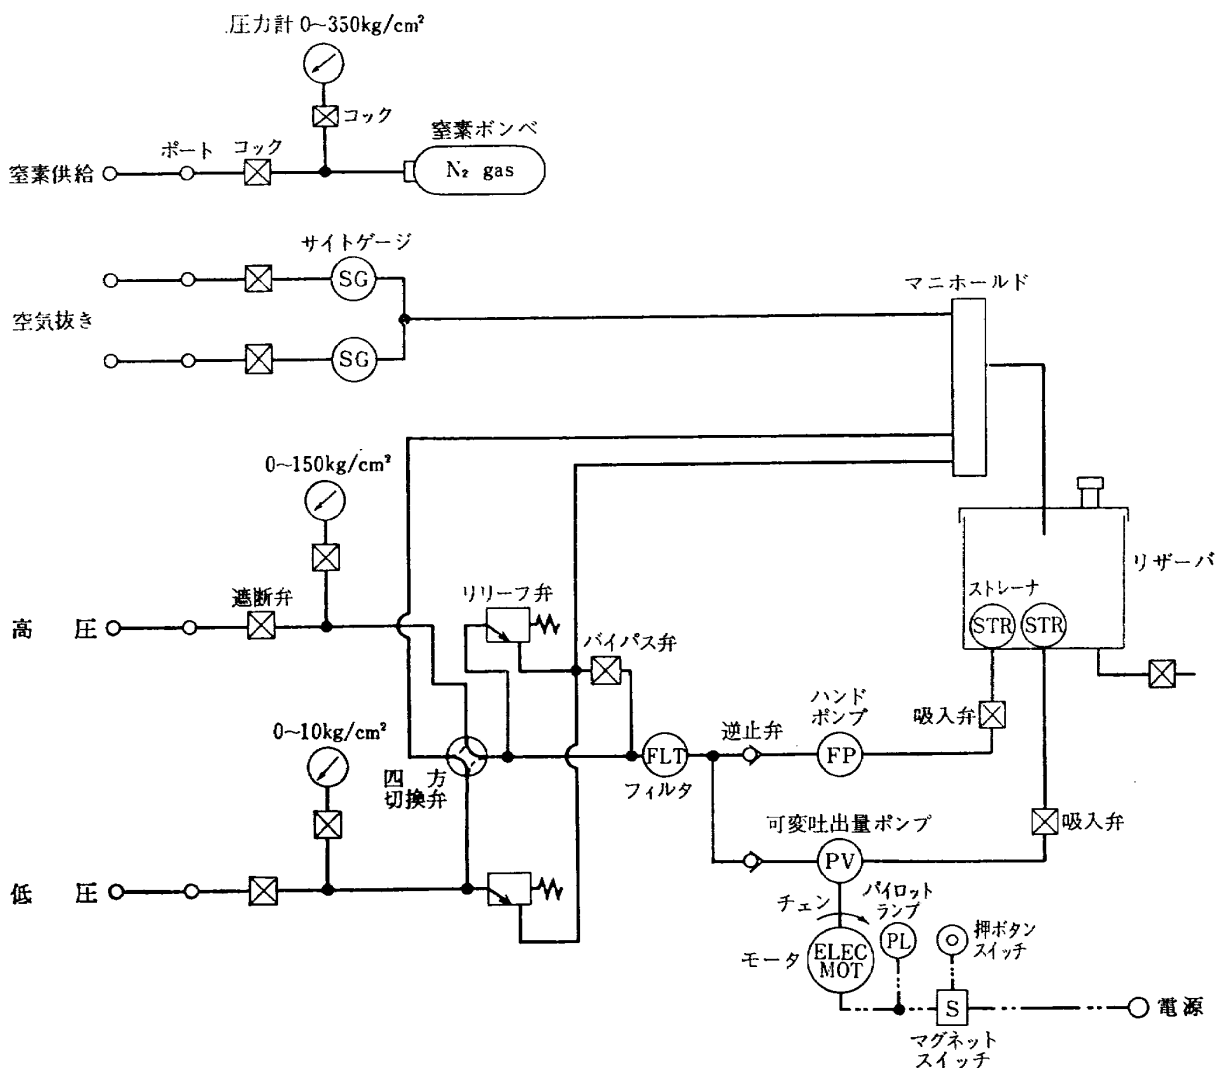 圧力計 0~350kg/cm²
コック
窒素ボンベ
ポート
コック
窒素供給
N₂ gas
サイトゲージ
SG
マニホールド
空気抜き
SG
0~150kg/cm²
リザーバ
ストレーナ
STR
STR
遮断弁
リリーフ弁
高 圧
バイパス弁
ハンド
ポンプ
吸入弁
0~10kg/cm²
逆止弁
FLT
FP
フィルタ
四 方
切換弁
可変吐出量ポンプ
吸入弁
PV
低 圧
チェン
パイロット
ランプ
押ボタン
スイッチ
PL
モータ
ELEC
MOT
S
電源
マグネット
スイッチ